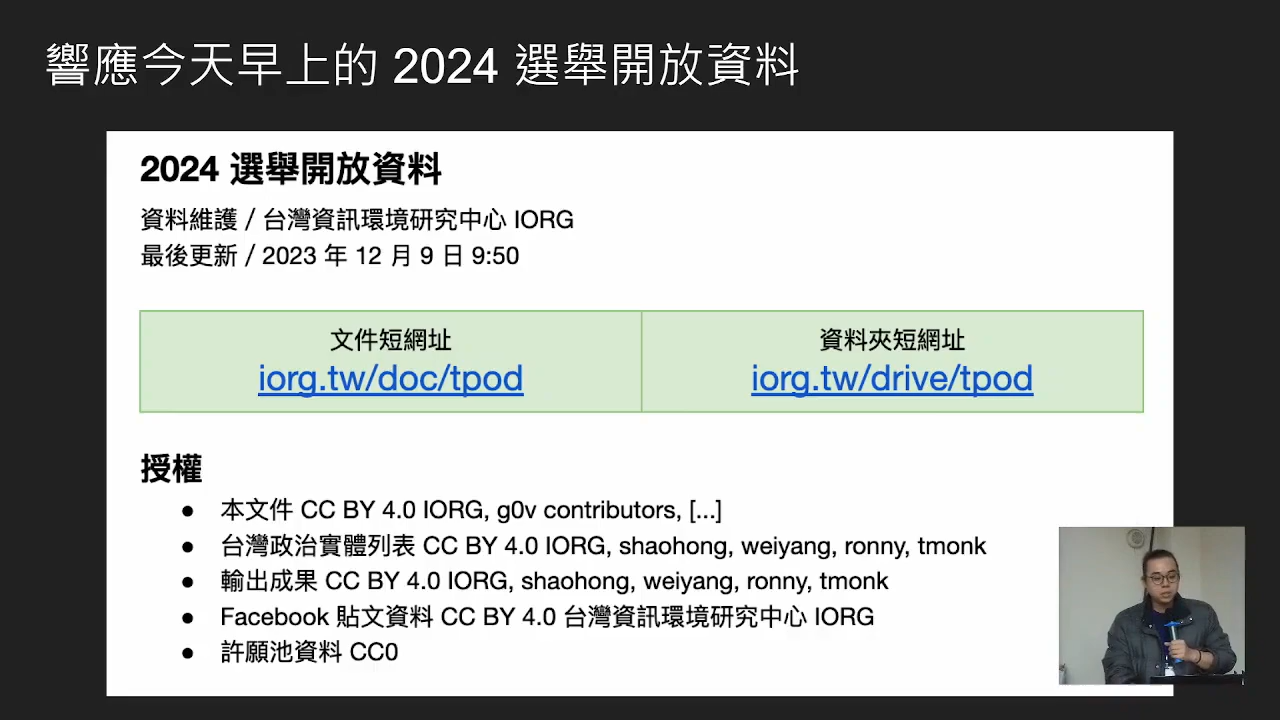 響應今天早上的 2024 選舉開放資料
2024 選舉開放資料
資料維護 / 台灣資訊環境研究中心 IORG
最後更新 / 2023 年 12 月 9 日 9:50
文件短網址
iorg.tw/doc/tpod
資料夾短網址
iorg.tw/drive/tpod
授權
● 本文件 CC BY 4.0 IORG, g0v contributors, [...]
● 台灣政治實體列表 CC BY 4.0 IORG, shaohong, weiyang, ronny, tmonk
● 輸出成果 CC BY 4.0 IORG, shaohong, weiyang, ronny, tmonk
● Facebook 貼文資料 CC BY 4.0 台灣資訊環境研究中心 IORG
● 許願池資料 CC0